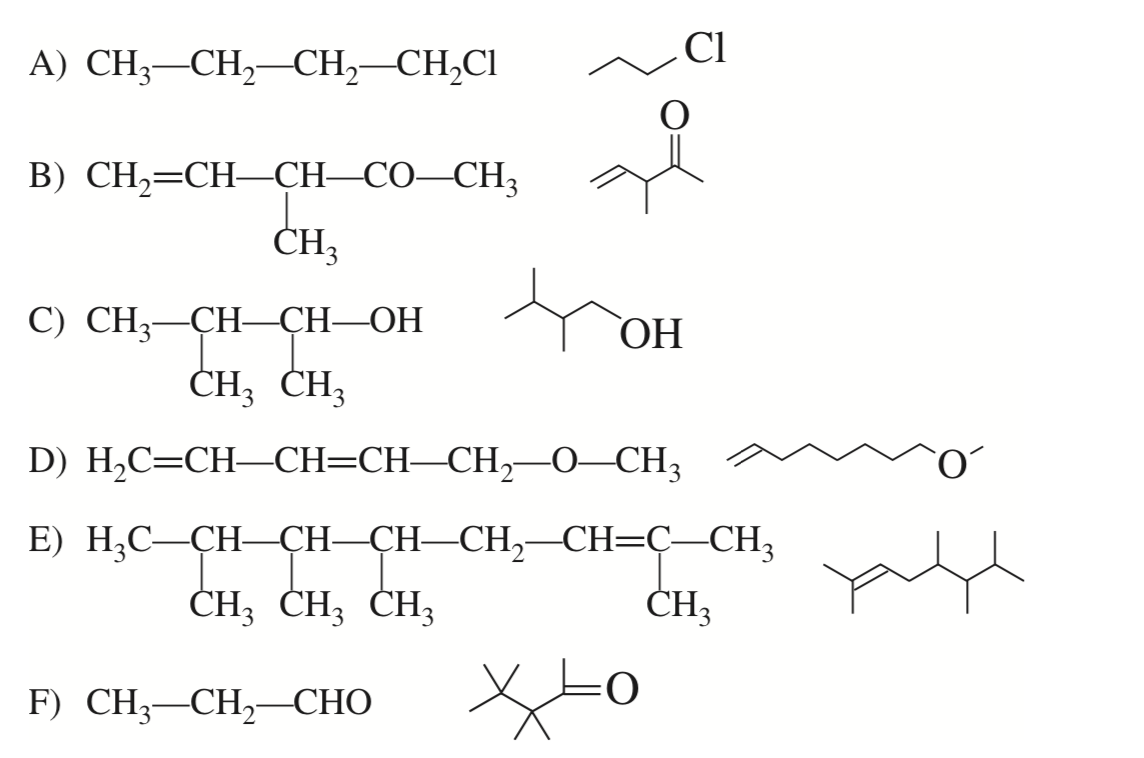 A) CH₃—CH₂—CH₂—CH₂Cl Cl
O
B) CH₂=CH—CH—CO—CH₃
CH₃
C) CH₃—CH—CH—OH OH
CH₃ CH₃
D) H₂C=CH—CH=CH—CH₂—O—CH₃ O
E) H₃C—CH—CH—CH—CH₂—CH=C—CH₃
CH₃ CH₃ CH₃ CH₃
F) CH₃—CH₂—CHO O